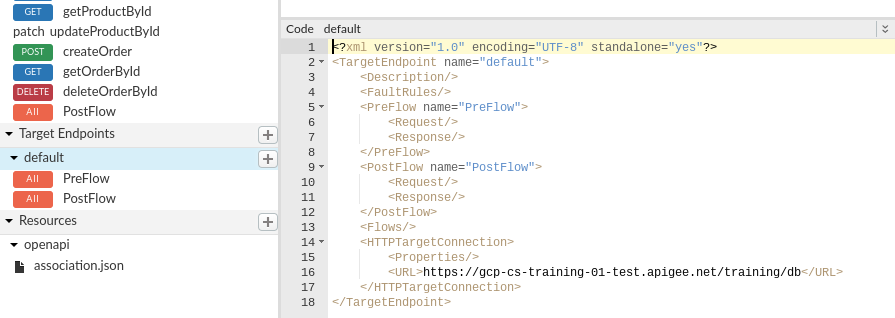 GET getProductById
patch updateProductById
POST createOrder
GET getOrderById
DELETE deleteOrderById
All PostFlow
Target Endpoints
default
All PreFlow
All PostFlow
Resources
openapi
association.json
Code default
1 <?xml version="1.0" encoding="UTF-8" standalone="yes"?>
2 <TargetEndpoint name="default">
3 <Description/>
4 <FaultRules/>
5 <PreFlow name="PreFlow">
6 <Request/>
7 <Response/>
8 </PreFlow>
9 <PostFlow name="PostFlow">
10 <Request/>
11 <Response/>
12 </PostFlow>
13 <Flows/>
14 <HTTPTargetConnection>
15 <Properties/>
16 <URL>https://gcp-cs-training-01-test.apigee.net/training/db</URL>
17 </HTTPTargetConnection>
18 </TargetEndpoint>